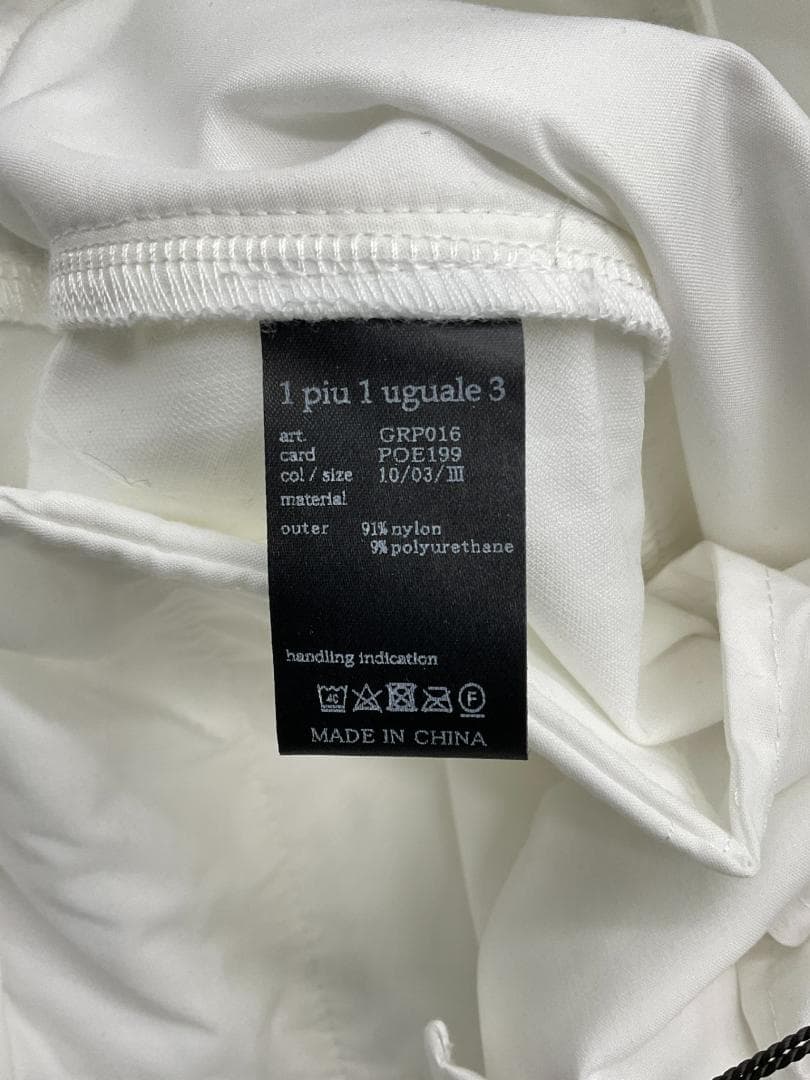 1 piu 1 uguale 3
art. GRP016
card POE199
col/size 10/03/III
material
outer 91% nylon
9% polyurethane
handling indication
40 F
MADE IN CHINA